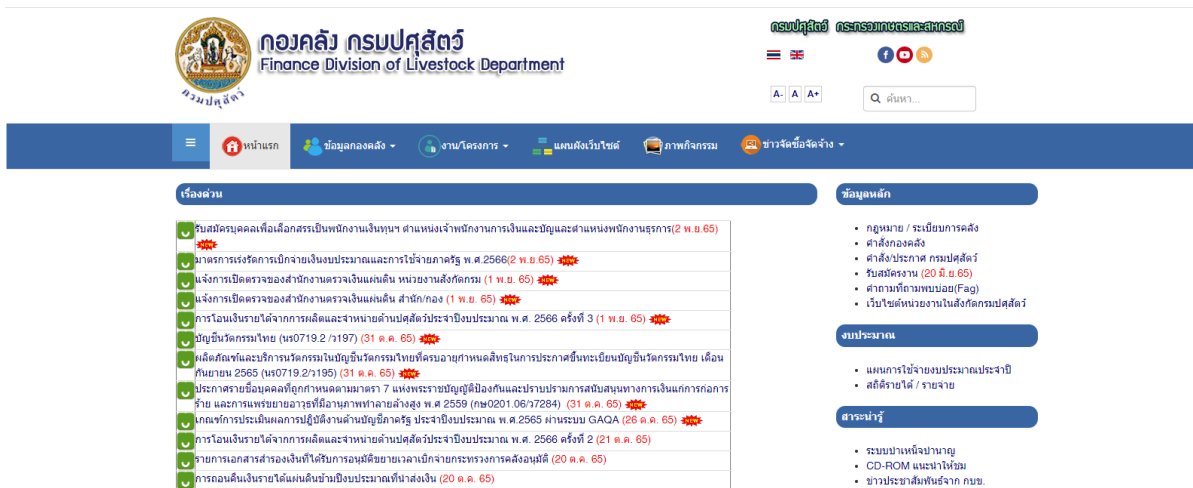 กองคลัง กรมปศุสัตว์
Finance Division of Livestock Department
กรมปศุสัตว์
กรมปศุสัตว์ กระทรวงเกษตรและสหกรณ์
A- A A+
ค้นหา...
หน้าแรก ข้อมูลกองคลัง งาน/โครงการ แผนผังเว็บไซต์ ภาพกิจกรรม ข่าวจัดซื้อจัดจ้าง
เรื่องด่วน
รับสมัครบุคคลเพื่อเลือกสรรเป็นพนักงานเงินทุนฯ ตำแหน่งเจ้าพนักงานการเงินและบัญและตำแหน่งพนักงานธุรการ(2 พ.ย.65)
NEW
มาตรการเร่งรัดการเบิกจ่ายเงินงบประมาณและการใช้จ่ายภาครัฐ พ.ศ.2566(2 พ.ย. 65) NEW
แจ้งการเปิดตรวจของสำนักงานตรวจเงินแผ่นดิน หน่วยงานสังกัดกรม (1 พ.ย. 65) NEW
แจ้งการเปิดตรวจของสำนักงานตรวจเงินแผ่นดิน สำนัก/กอง (1 พ.ย. 65) NEW
การโอนเงินรายได้จากการผลิตและจำหน่ายด้านปศุสัตว์ประจำปีงบประมาณ พ.ศ. 2566 ครั้งที่ 3 (1 พ.ย. 65) NEW
บัญชีนวัตกรรมไทย (นร0719.2 /ว197) (31 ต.ค. 65) NEW
ผลิตภัณฑ์และบริการนวัตกรรมในบัญชีนวัตกรรมไทยที่ครบอายุกำหนดสิทธฺในการประกาศขึ้นทะเบียนบัญชีนวัตกรรมไทย เดือน
กันยายน 2565 (นร0719.2/ว195) (31 ต.ค. 65) NEW
ประกาศรายชื่อบุคคลที่ถูกกำหนดตามมาตรา 7 แห่งพระราชบัญญัติป้องกันและปราบปรามการสนับสนุนทางการเงินแก่การก่อการ
ร้าย และการแพร่ขยายอาวุธที่มีอานุภาพทำลายล้างสูง พ.ศ 2559 (กษ0201.06/ว7284) (31 ต.ค. 65) NEW
เกณฑ์การประเมินผลการปฏิบัติงานด้านบัญชีภาครัฐ ประจำปีงบประมาณ พ.ศ.2565 ผ่านระบบ GAQA (26 ต.ค. 65) NEW
การโอนเงินรายได้จากการผลิตและจำหน่ายด้านปศุสัตว์ประจำปีงบประมาณ พ.ศ. 2566 ครั้งที่ 2 (21 ต.ค. 65)
รายการเอกสารสำรองเงินที่ได้รับการอนุมัติขยายเวลาเบิกจ่ายกระทรวงการคลังอนุมัติ (20 ต.ค. 65)
การถอนคืนเงินรายได้แผ่นดินข้ามปีงบประมาณที่นำส่งเงิน (20 ต.ค. 65)
ข้อมูลหลัก
กฎหมาย / ระเบียบการคลัง
คำสั่งกองคลัง
คำสั่ง/ประกาศ กรมปศุสัตว์
รับสมัครงาน (20 มิ.ย.65)
คำถามที่ถามพบบ่อย(Faq)
เว็บไซต์หน่วยงานในสังกัดกรมปศุสัตว์
งบประมาณ
แผนการใช้จ่ายงบประมาณประจำปี
สถิติรายได้ / รายจ่าย
สาระน่ารู้
ระบบบำเหน็จบำนาญ
CD-ROM แนะนำให้ชม
ข่าวประชาสัมพันธ์จาก กบข.